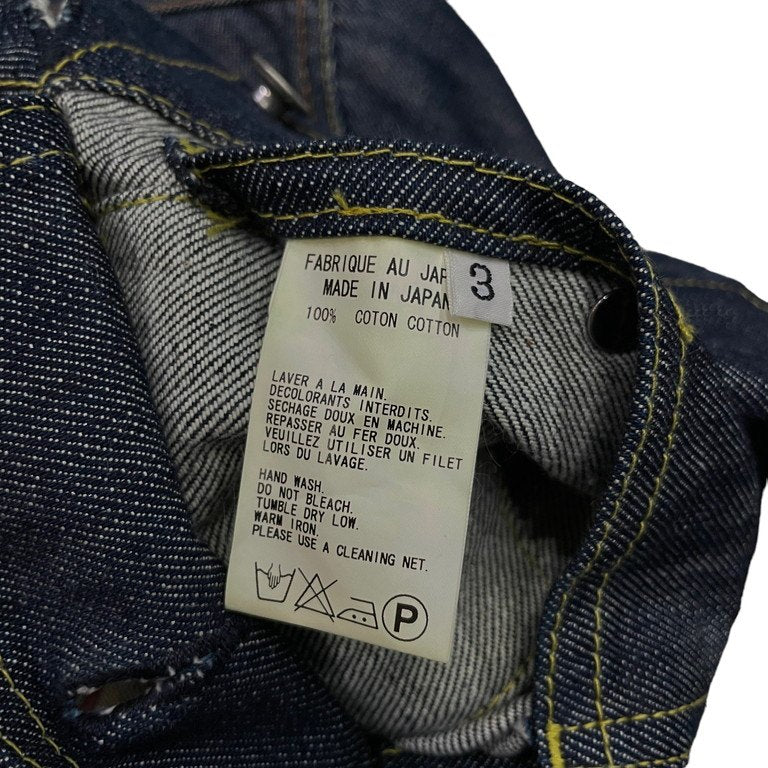 FABRIQUE AU JAP
3
MADE IN JAPAN
100% COTON COTTON
LAVER A LA MAIN.
DECOLORANTS INTERDITS.
SECHAGE DOUX EN MACHINE.
REPASSER AU FER DOUX.
VEUILLEZ UTILISER UN FILET
LORS DU LAVAGE.
HAND WASH.
DO NOT BLEACH.
TUMBLE DRY LOW.
WARM IRON.
PLEASE USE A CLEANING NET.
P